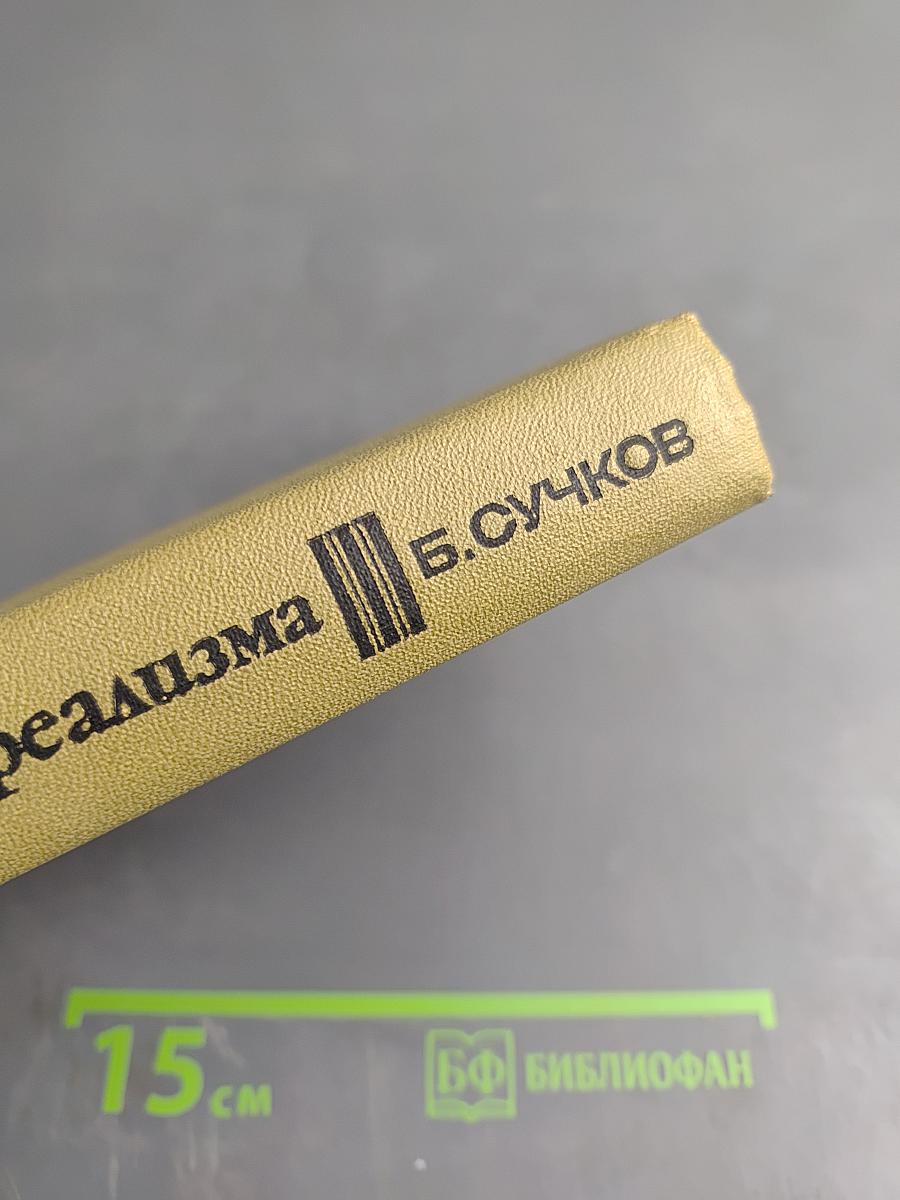 реализма Б.СУЧКОВ
15 см
БФ БИБЛИОФАН